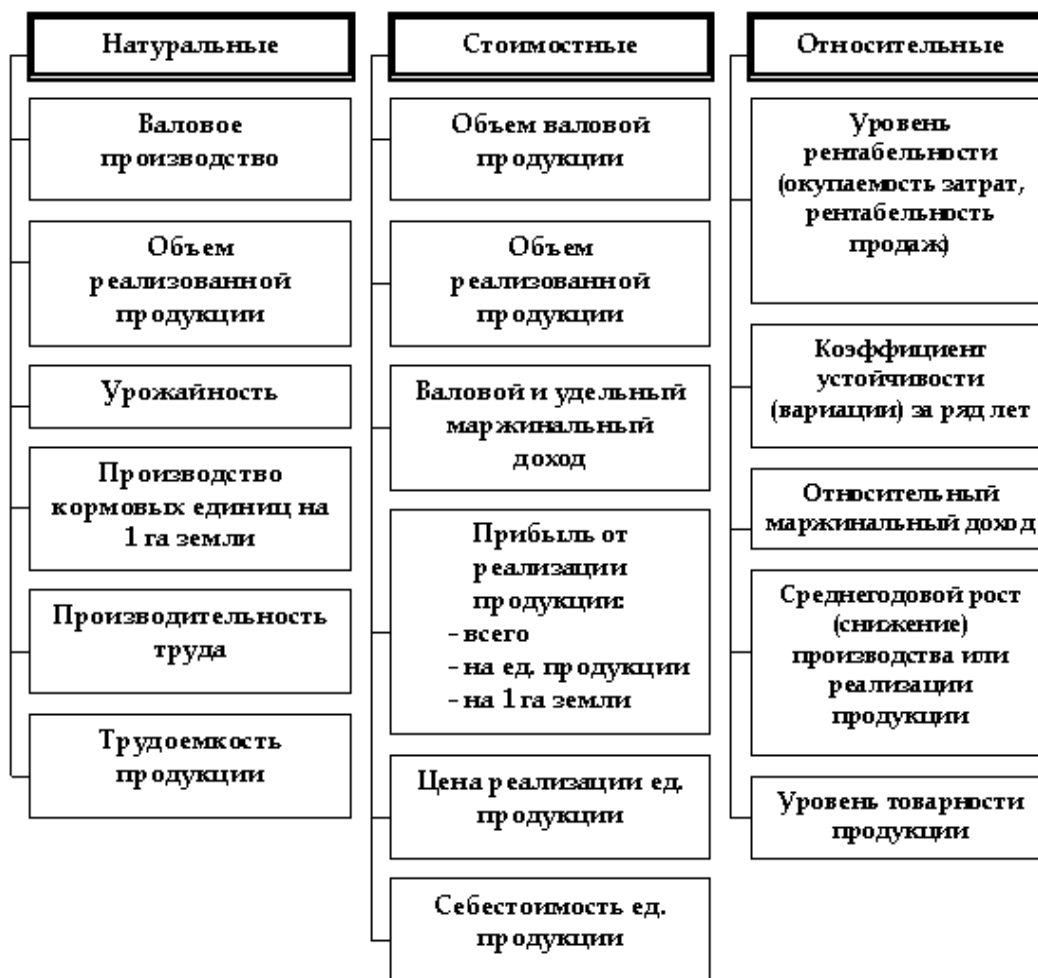 Натуральные
Валовое
производство
Объем
реализованной
продукции
Урожайность
Производство
кормовых единиц на
1 га земли
Производительность
труда
Трудоемкость
продукции
Стоимостные
Объем валовой
продукции
Объем
реализованной
продукции
Валовой и удельный
маржинальный
доход
Прибыль от
реализации
продукции:
- всего
- на ед. продукции
- на 1 га земли
Цена реализации ед.
продукции
Себестоимость ед.
продукции
Относительные
Уровень
рентабельности
(окупаемость затрат,
рентабельность
продаж)
Коэффициент
устойчивости
(вариации) за ряд лет
Относительный
маржинальный доход
Среднегодовой рост
(снижение)
производства или
реализации
продукции
Уровень товарности
продукции